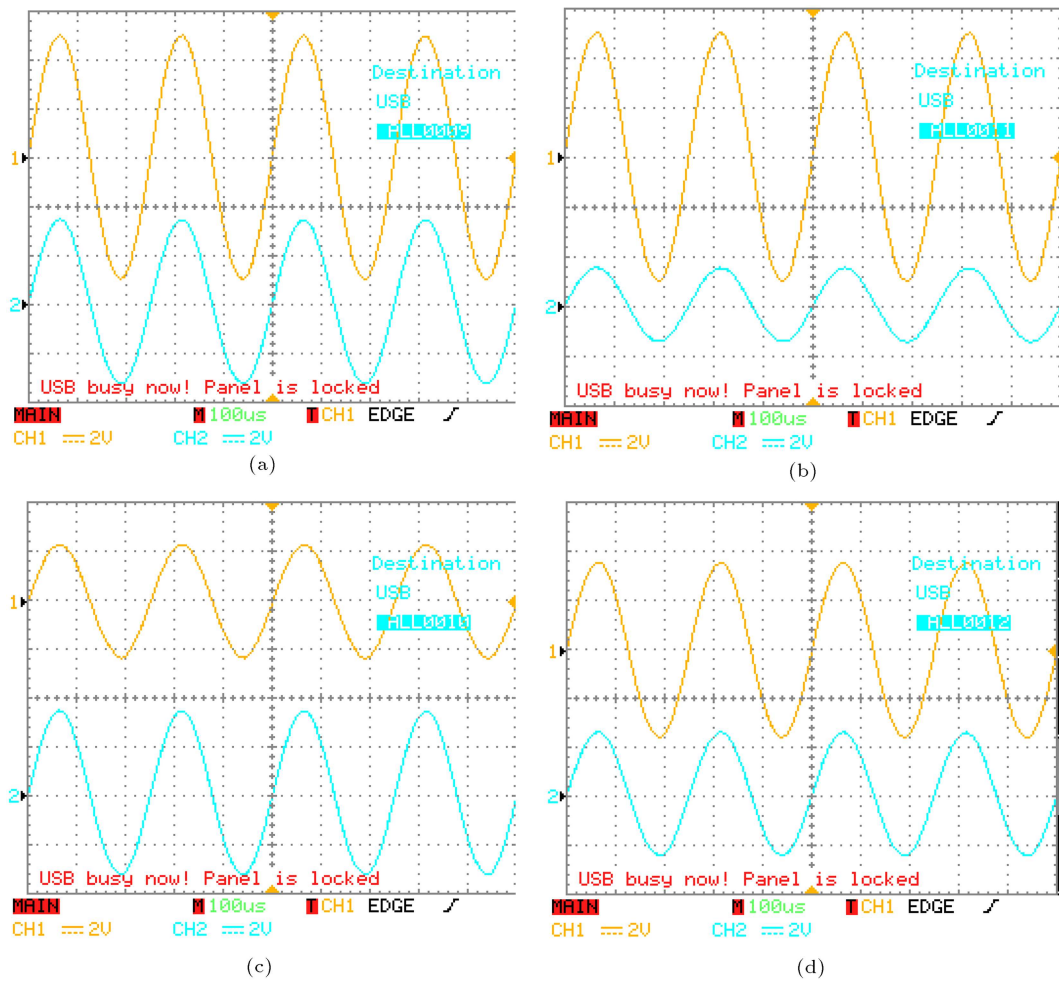 Destination
USB
ALL0009
1
2
USB busy now! Panel is locked
MAIN M 100us T CH1 EDGE
CH1 2V CH2 2V
(a)
Destination
USB
ALL0011
1
2
USB busy now! Panel is locked
MAIN M 100us T CH1 EDGE
CH1 2V CH2 2V
(b)
Destination
USB
ALL0010
1
2
USB busy now! Panel is locked
MAIN M 100us T CH1 EDGE
CH1 2V CH2 2V
(c)
Destination
USB
ALL0012
1
2
USB busy now! Panel is locked
MAIN M 100us T CH1 EDGE
CH1 2V CH2 2V
(d)